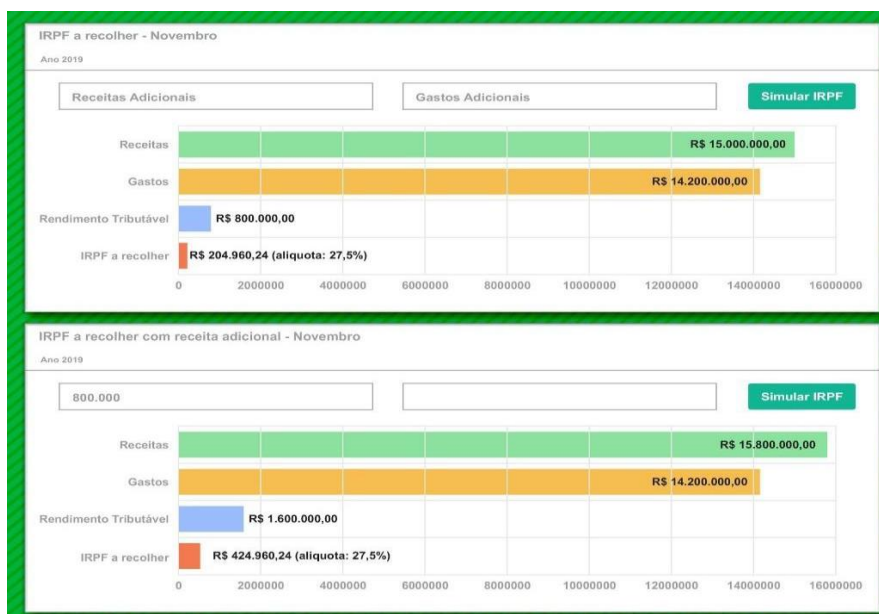 IRPF a recolher - Novembro
Ano 2019
Receitas Adicionais Gastos Adicionais Simular IRPF
Receitas R$ 15.000.000,00
Gastos R$ 14.200.000,00
Rendimento Tributável R$ 800.000,00
IRPF a recolher R$ 204.960,24 (aliquota: 27,5%)
0 2000000 4000000 6000000 8000000 10000000 12000000 14000000 16000000
IRPF a recolher com receita adicional - Novembro
Ano 2019
800.000 Simular IRPF
Receitas R$ 15.800.000,00
Gastos R$ 14.200.000,00
Rendimento Tributável R$ 1.600.000,00
IRPF a recolher R$ 424.960,24 (aliquota: 27,5%)
0 2000000 4000000 6000000 8000000 10000000 12000000 14000000 16000000